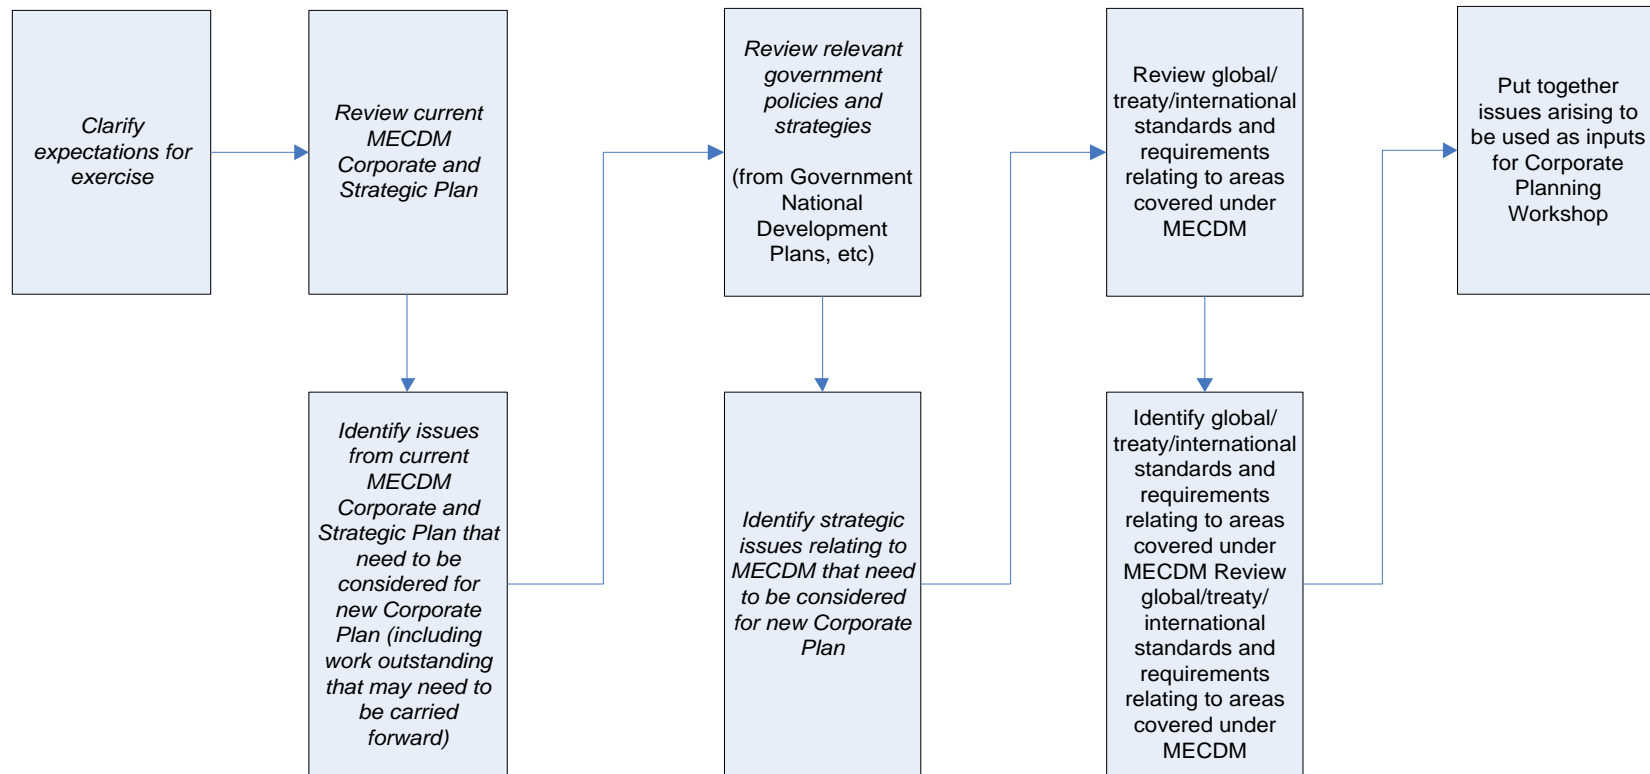 Clarify
expectations for
exercise
Review current
MECDM
Corporate and
Strategic Plan
Identify issues
from current
MECDM
Corporate and
Strategic Plan that
need to be
considered for
new Corporate
Plan (including
work outstanding
that may need to
be carried
forward)
Review relevant
government
policies and
strategies
(from Government
National
Development
Plans, etc)
Identify strategic
issues relating to
MECDM that need
to be considered
for new Corporate
Plan
Review global/
treaty/international
standards and
requirements
relating to areas
covered under
MECDM
Identify global/
treaty/international
standards and
requirements
relating to areas
covered under
MECDM Review
global/treaty/
international
standards and
requirements
relating to areas
covered under
MECDM
Put together
issues arising to
be used as inputs
for Corporate
Planning
Workshop